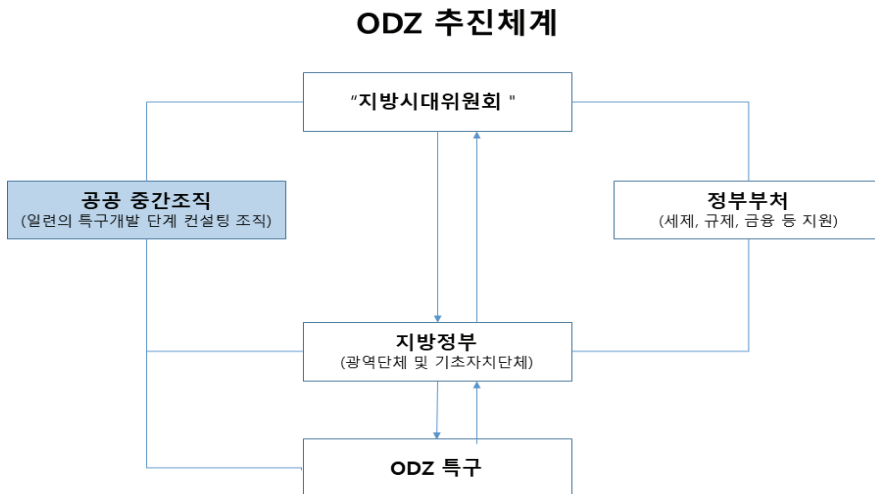 ODZ 추진체계
“지방시대위원회 "
공공 중간조직
(일련의 특구개발 단계 컨설팅 조직)
정부부처
(세제, 규제, 금융 등 지원)
지방정부
(광역단체 및 기초자치단체)
ODZ 특구